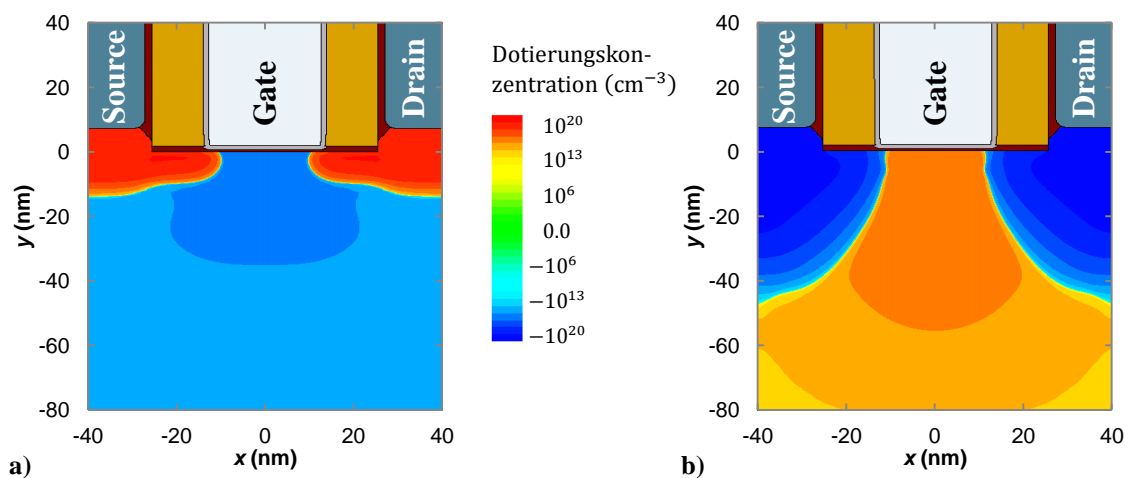 40
20
0
-20
-40
-60
-80
y (nm)
-40
-20
0
20
40
x (nm)
Source
Gate
Drain
a)
Dotierungskon-
zentration (cm⁻³)
10²⁰
10¹³
10⁶
0.0
−10⁶
−10¹³
−10²⁰
40
20
0
-20
-40
-60
-80
y (nm)
-40
-20
0
20
40
x (nm)
Source
Gate
Drain
b)